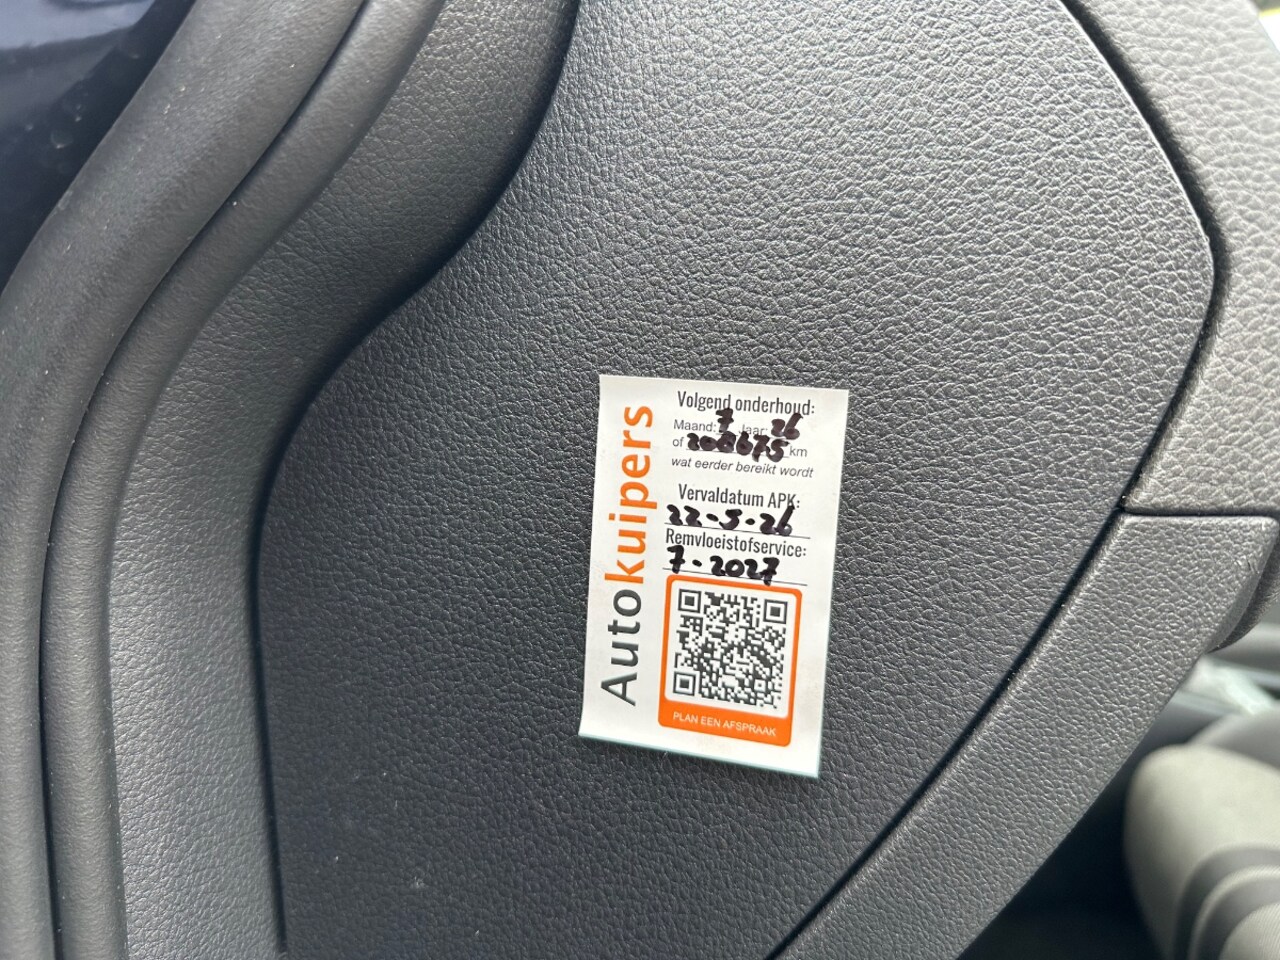 Autokuipers
Volgend onderhoud:
Maand: 7 Jaar: 26
of 208675 km
wat eerder bereikt wordt
Vervaldatum APK:
22-5-26
Remvloeistofservice:
7-2027
PLAN EEN AFSPRAAK